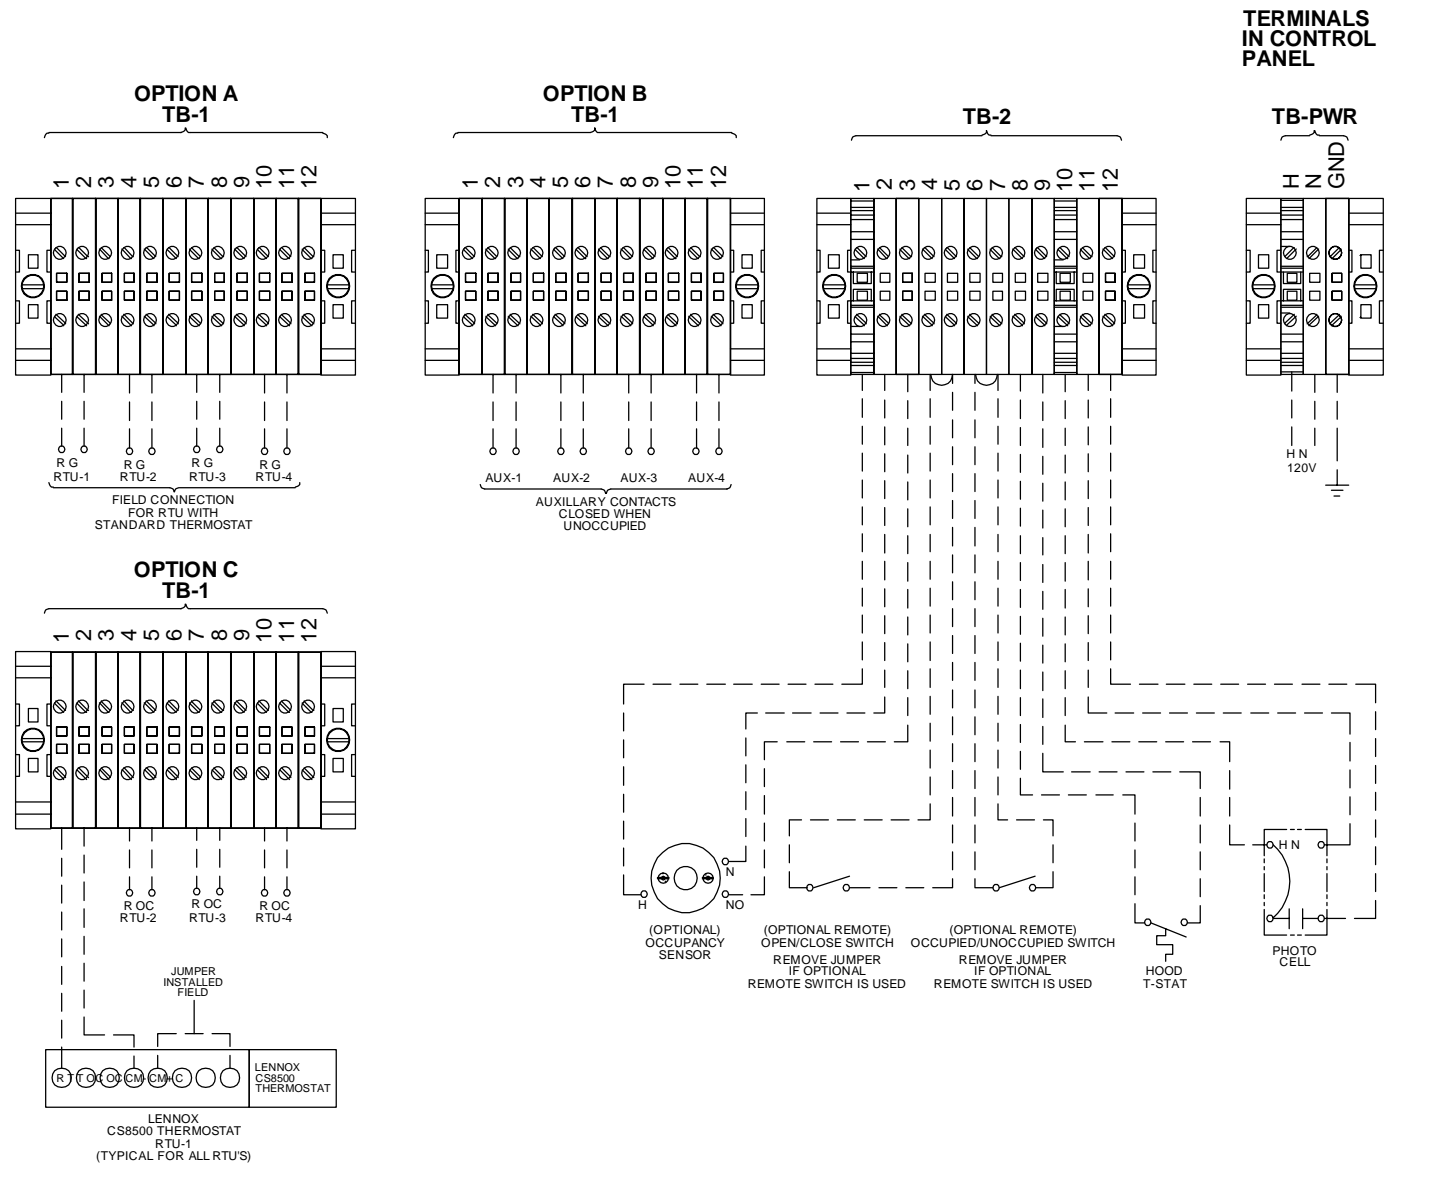 TERMINALS
IN CONTROL
PANEL
OPTION A
TB-1
1 2 3 4 5 6 7 8 9 10 11 12
R G
RTU-1
R G
RTU-2
R G
RTU-3
R G
RTU-4
FIELD CONNECTION
FOR RTU WITH
STANDARD THERMOSTAT
OPTION B
TB-1
1 2 3 4 5 6 7 8 9 10 11 12
AUX-1
AUX-2
AUX-3
AUX-4
AUXILLARY CONTACTS
CLOSED WHEN
UNOCCUPIED
TB-2
1 2 3 4 5 6 7 8 9 10 11 12
TB-PWR
H N GND
H N
120V
OPTION C
TB-1
1 2 3 4 5 6 7 8 9 10 11 12
R OC
RTU-2
R OC
RTU-3
R OC
RTU-4
JUMPER
INSTALLED
FIELD
R T T OC OC CM- CM+ C
LENNOX
CS8500
THERMOSTAT
LENNOX
CS8500 THERMOSTAT
RTU-1
(TYPICAL FOR ALL RTU'S)
H
N
NO
(OPTIONAL)
OCCUPANCY
SENSOR
(OPTIONAL REMOTE)
OPEN/CLOSE SWITCH
REMOVE JUMPER
IF OPTIONAL
REMOTE SWITCH IS USED
(OPTIONAL REMOTE)
OCCUPIED/UNOCCUPIED SWITCH
REMOVE JUMPER
IF OPTIONAL
REMOTE SWITCH IS USED
HOOD
T-STAT
H N
PHOTO
CELL